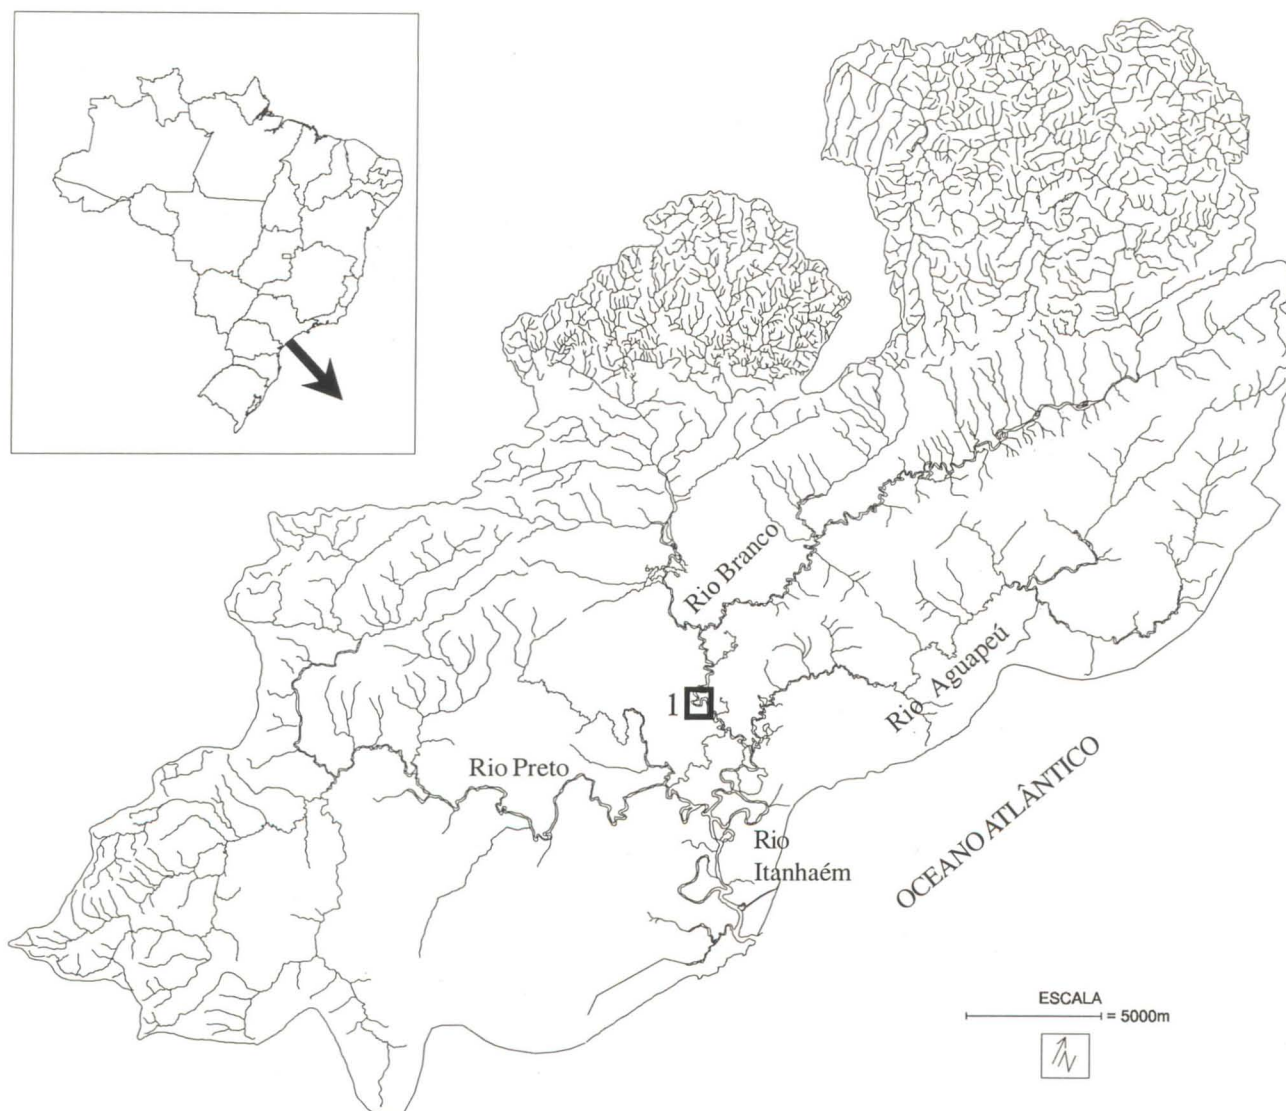 Rio Branco
Rio Aguapeú
1
Rio Preto
OCEANO ATLÂNTICO
Rio
Itanhaém
ESCALA
= 5000m
N